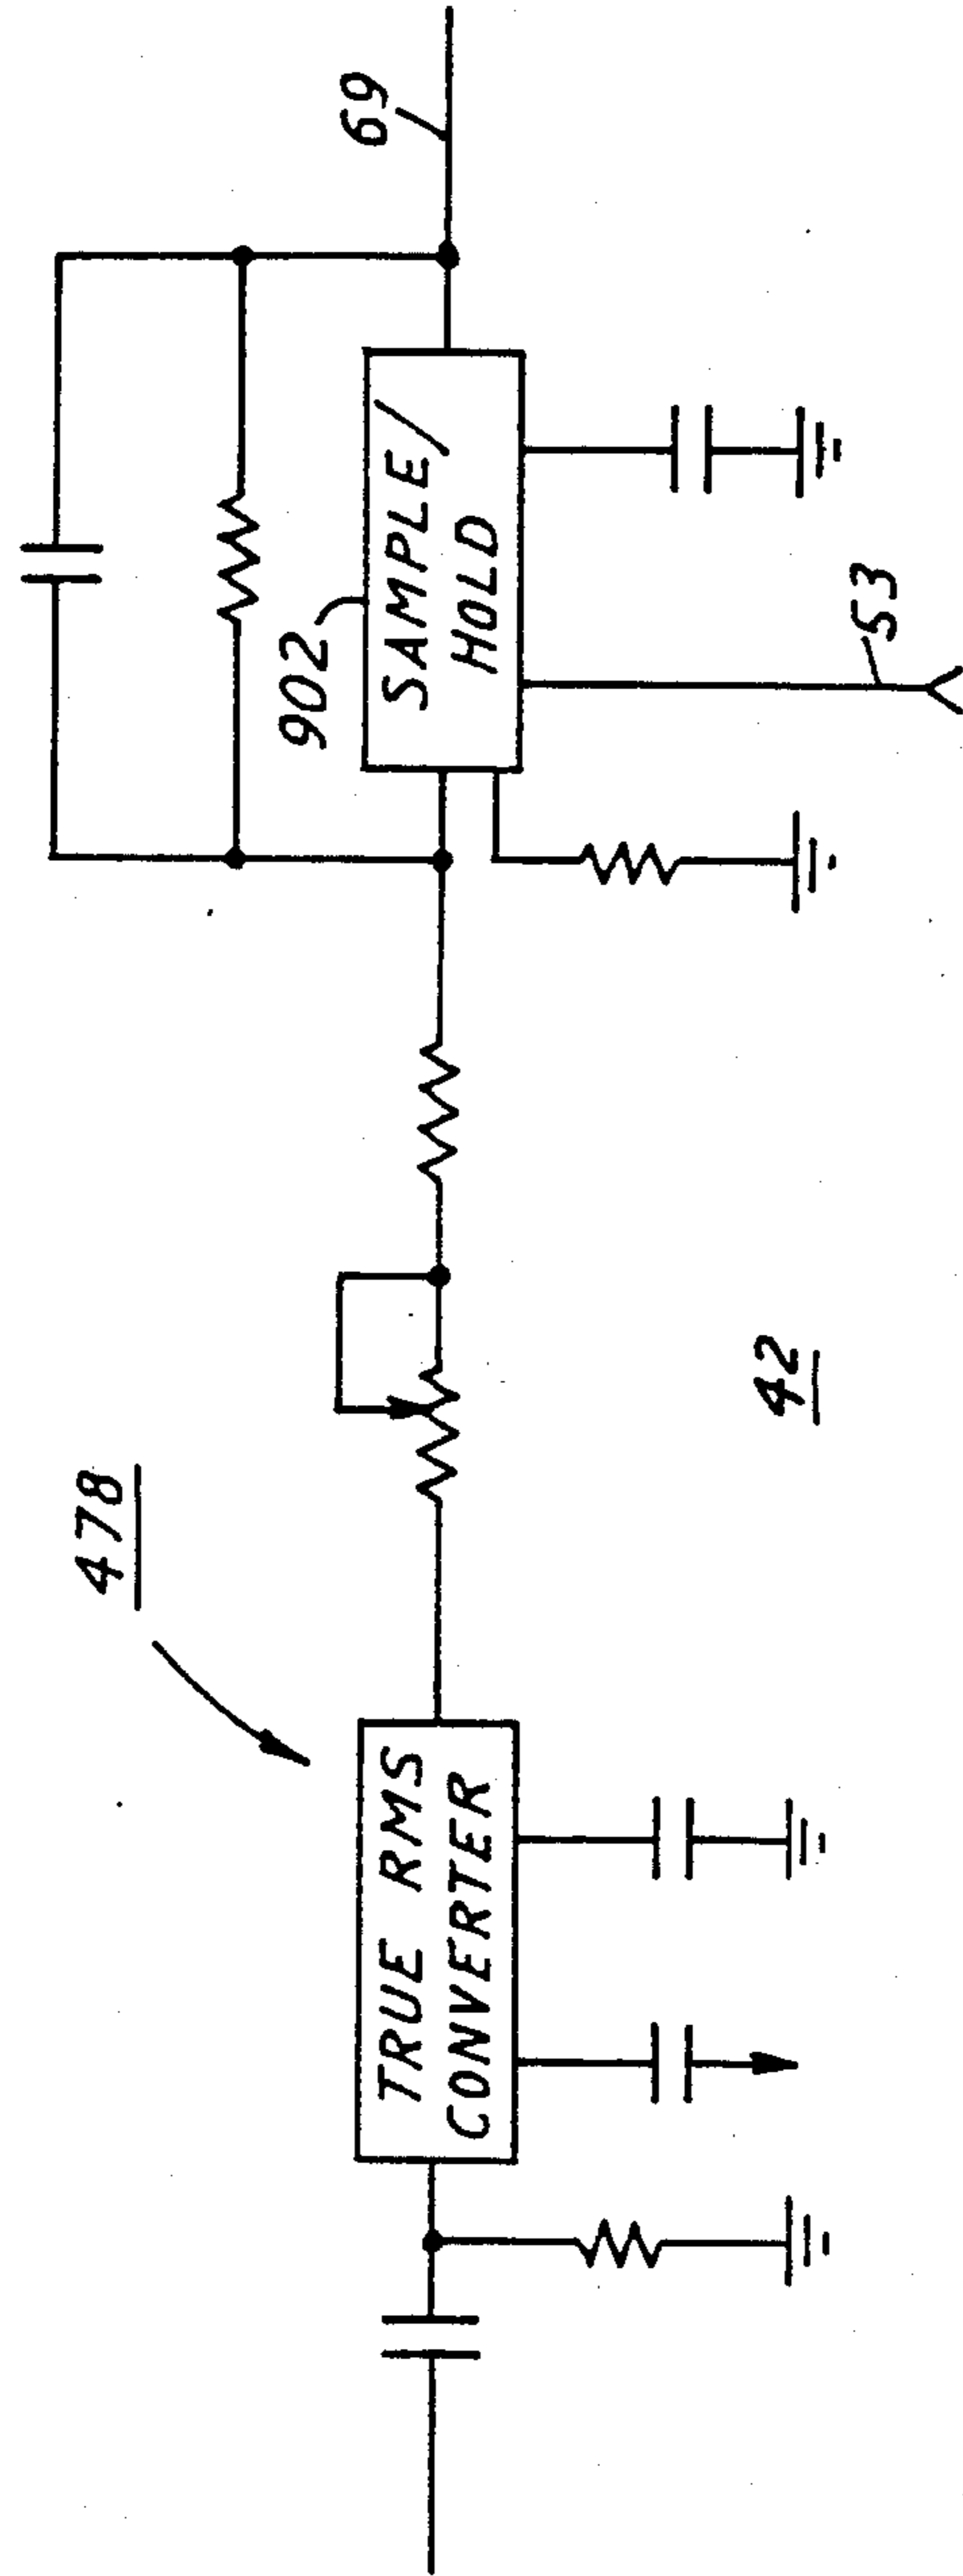 478
TRUE RMS
CONVERTER
42
902
SAMPLE/
HOLD
53
69